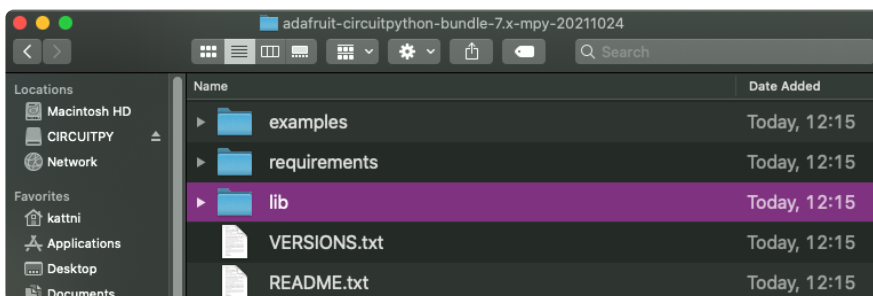 adafruit-circuitpython-bundle-7.x-mpy-20211024
Search
Locations
Macintosh HD
CIRCUITPY
Network
Favorites
kattni
Applications
Desktop
Documents
Name Date Added
examples Today, 12:15
requirements Today, 12:15
lib Today, 12:15
VERSIONS.txt Today, 12:15
README.txt Today, 12:15